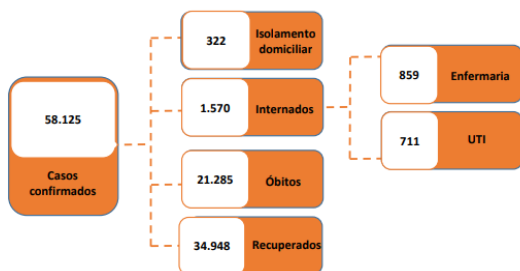 58.125
Casos
confirmados
322
Isolamento
domiciliar
1.570
Internados
21.285
Óbitos
34.948
Recuperados
859
Enfermaria
711
UTI